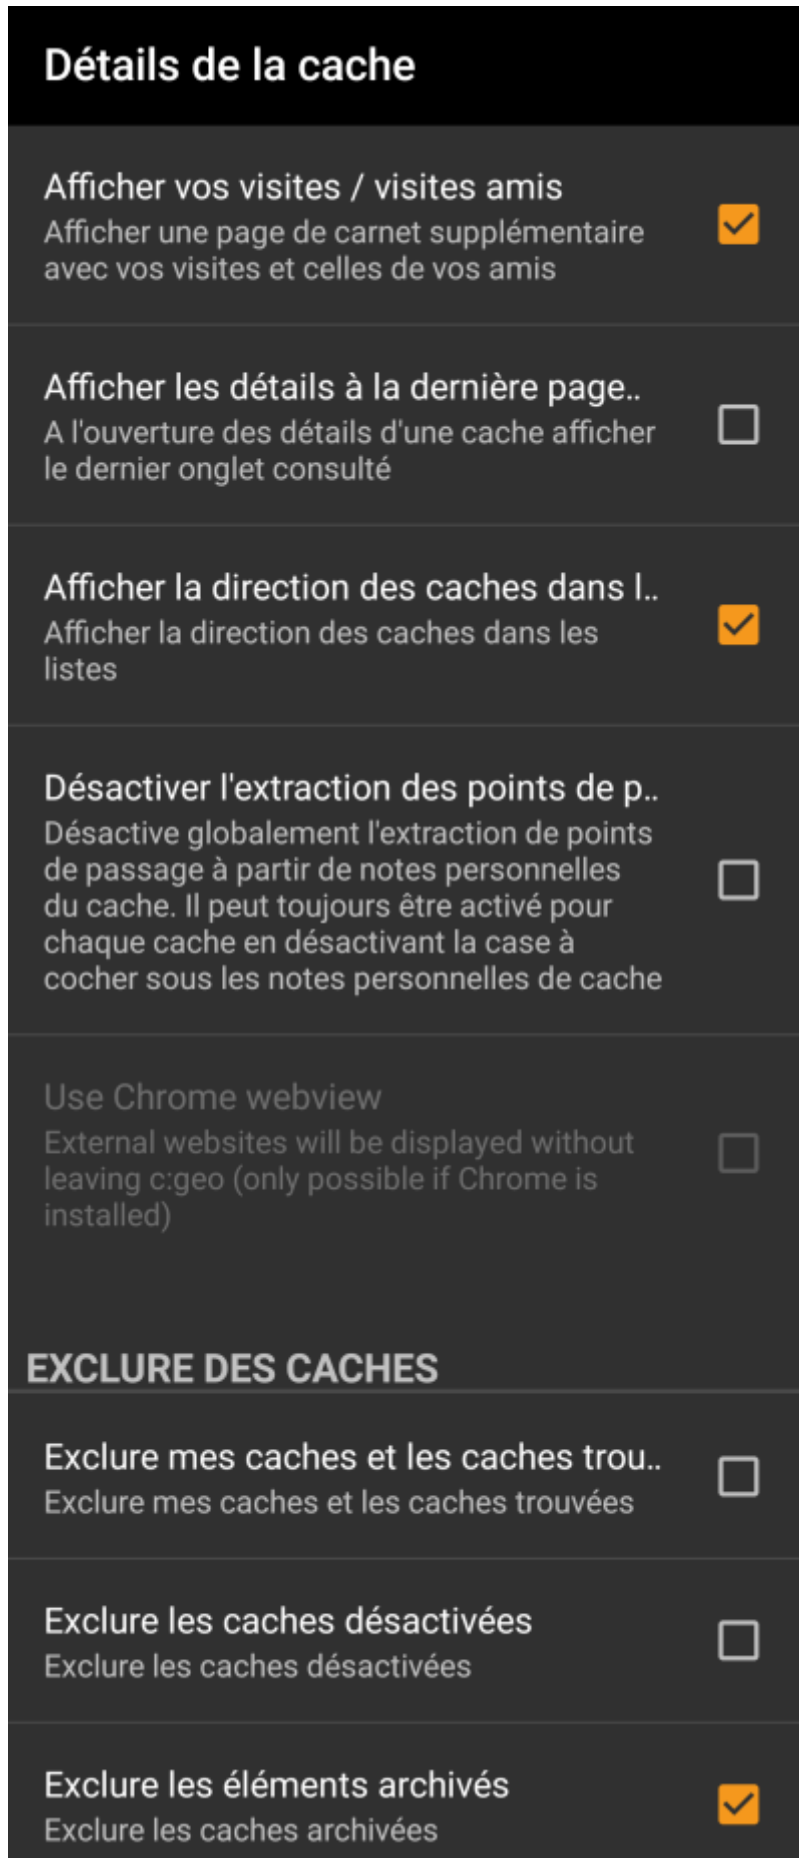 Détails de la cache
Afficher vos visites / visites amis
Afficher une page de carnet supplémentaire
avec vos visites et celles de vos amis
Afficher les détails à la dernière page..
A l'ouverture des détails d'une cache afficher
le dernier onglet consulté
Afficher la direction des caches dans l..
Afficher la direction des caches dans les
listes
Désactiver l'extraction des points de p..
Désactive globalement l'extraction de points
de passage à partir de notes personnelles
du cache. Il peut toujours être activé pour
chaque cache en désactivant la case à
cocher sous les notes personnelles de cache
Use Chrome webview
External websites will be displayed without
leaving c:geo (only possible if Chrome is
installed)
EXCLURE DES CACHES
Exclure mes caches et les caches trou..
Exclure mes caches et les caches trouvées
Exclure les caches désactivées
Exclure les caches désactivées
Exclure les éléments archivés
Exclure les caches archivées